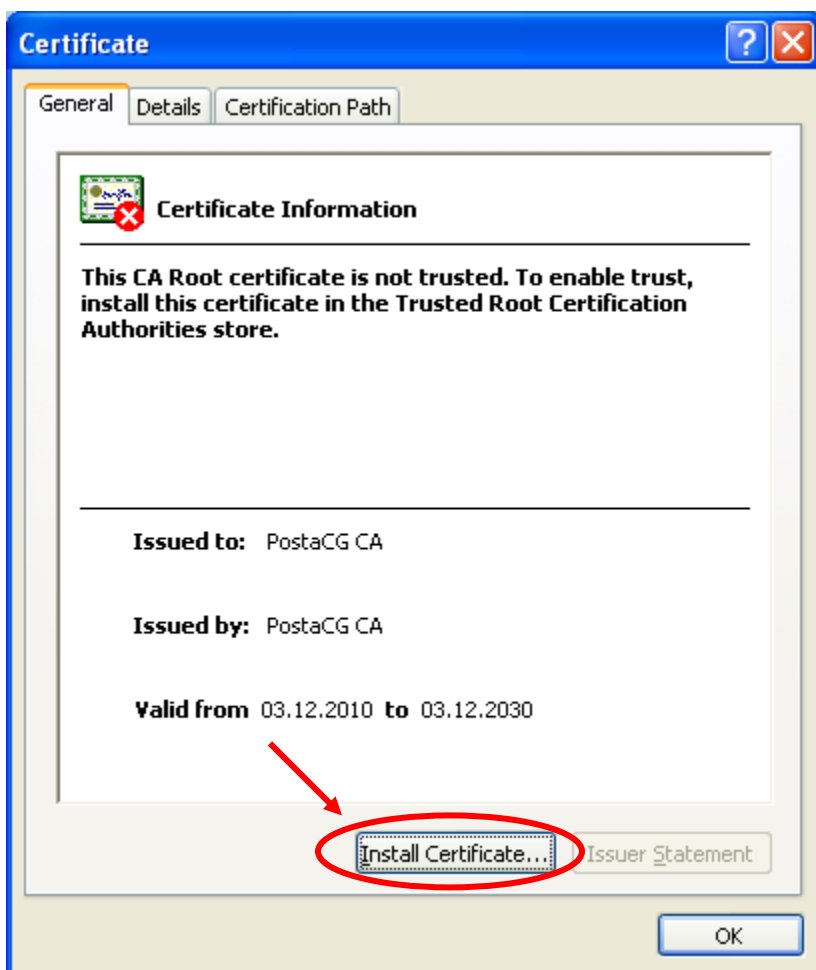 Certificate
General Details Certification Path
Certificate Information
This CA Root certificate is not trusted. To enable trust,
install this certificate in the Trusted Root Certification
Authorities store.
Issued to: PostaCG CA
Issued by: PostaCG CA
Valid from 03.12.2010 to 03.12.2030
Install Certificate... Issuer Statement
OK